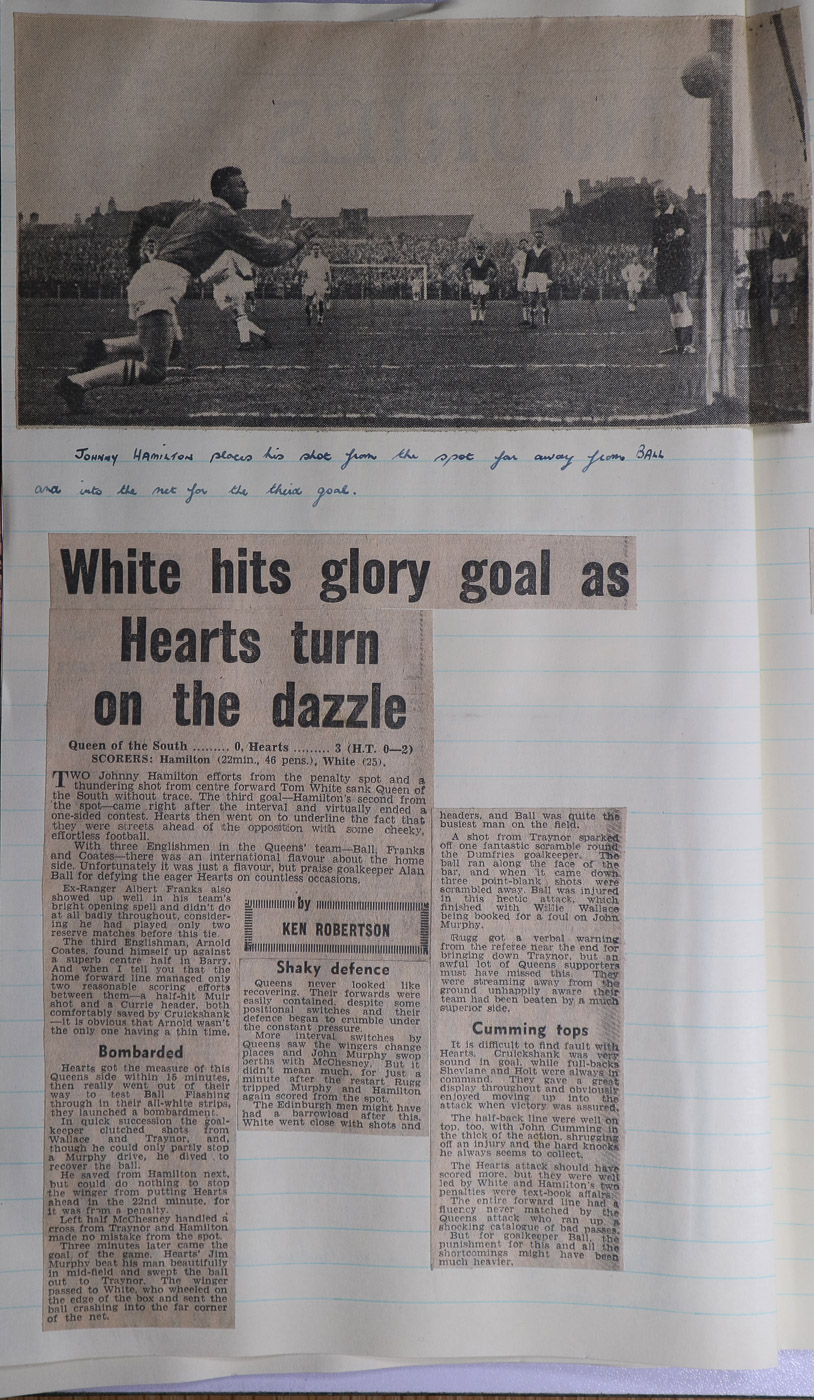 JOHNNY HAMILTON places his shot from the spot far away from BALL
and into the net for the third goal.
White hits glory goal as
Hearts turn
on the dazzle
Queen of the South ......... 0, Hearts ......... 3 (H.T. 0—2)
SCORERS: Hamilton (22min., 46 pens.), White (25).
TWO Johnny Hamilton efforts from the penalty spot and a
thundering shot from centre forward Tom White sank Queen of
the South without trace. The third goal—Hamilton's second from
the spot—came right after the interval and virtually ended a
one-sided contest. Hearts then went on to underline the fact that
they were streets ahead of the opposition with some cheeky,
effortless football.
With three Englishmen in the Queens' team—Ball, Franks
and Coates—there was an international flavour about the home
side. Unfortunately it was just a flavour, but praise goalkeeper Alan
Ball for defying the eager Hearts on countless occasions.
Ex-Ranger Albert Franks also
showed up well in his team's
bright opening spell and didn't do
at all badly throughout, consider-
ing he had played only two
reserve matches before this tie.
The third Englishman, Arnold
Coates, found himself up against
a superb centre half in Barry.
And when I tell you that the
home forward line managed only
two reasonable scoring efforts
between them—a half-hit Muir
lob and a Currie header, both
comfortably saved by Cruickshank
—it is obvious that Arnold wasn't
the only one having a thin time.
Bombarded
Hearts got the measure of this
Queens side within 15 minutes,
then really went out of their
way to test Ball. Flashing
through in their all-white strips,
they launched a bombardment.
In quick succession the goal-
keeper clutched shots from
Wallace and Traynor, and,
though he could only partly stop
a Murphy drive, he dived to
recover the ball.
He saved from Hamilton next,
but could do nothing to stop
the winger from putting Hearts
ahead in the 22nd minute, for
it was from a penalty.
Left half McChesney handled a
cross from Traynor and Hamilton
made no mistake from the spot.
Three minutes later came the
goal of the game. Hearts' Jim
Murphy beat his man beautifully
in mid-field and swept the ball
out to Traynor. The winger
passed to White, who wheeled on
the edge of the box and sent the
ball crashing into the far corner
of the net.
by
KEN ROBERTSON
Shaky defence
Queens never looked like
recovering. Their forwards were
easily contained, despite some
positional switches and their
defence began to crumble under
the constant pressure.
More interval switches by
Queens saw the wingers change
places and John Murphy swop
berths with McChesney. But it
didn't mean much, for just a
minute after the restart Rugg
tripped Murphy and Hamilton
again scored from the spot.
The Edinburgh men might have
had a barrowload after this.
White went close with shots and
headers, and Ball was quite the
busiest man on the field.
A shot from Traynor sparked
off one fantastic scramble round
the Dumfries goalkeeper. The
ball ran along the face of the
bar, and when it came down
three point-blank shots were
scrambled away. Ball was injured
in this hectic attack, which
finished with Willie Wallace
being booked for a foul on John
Murphy.
Rugg got a verbal warning
from the referee near the end for
bringing down Traynor, but an
awful lot of Queens supporters
must have missed this. They
were streaming away from the
ground unhappily aware their
team had been beaten by a much
superior side.
Cumming tops
It is difficult to find fault with
Hearts. Cruickshank was very
sound in goal, while full-backs
Shevlane and Holt were always in
command. They gave a great
display throughout and obviously
enjoyed moving up into the
attack when victory was assured.
The half-back line were well on
top, too, with John Cumming in
the thick of the action, shrugging
off an injury and the hard knocks
he always seems to collect.
The Hearts attack should have
scored more, but they were well
led by White and Hamilton's two
penalties were text-book affairs.
The entire forward line had a
fluency never matched by the
Queens attack who ran up a
shocking catalogue of bad passes.
But for goalkeeper Ball, the
punishment for this and all the
shortcomings might have been
much heavier.